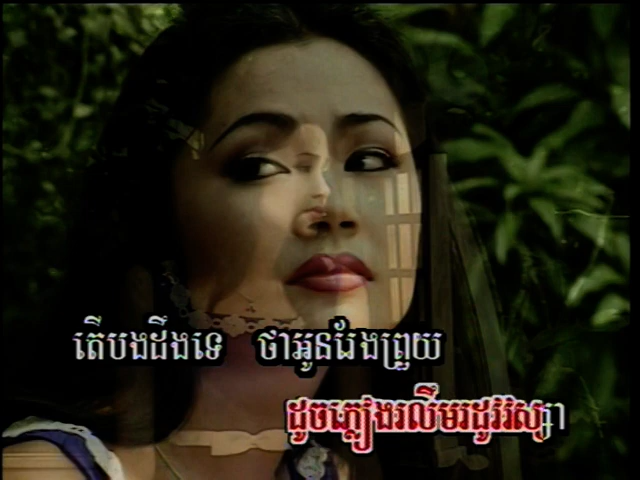 តើបងដឹងទេ ថាអូនវែងព្រួយ
ដូចភ្លៀងរលឹមរដូវវស្សា